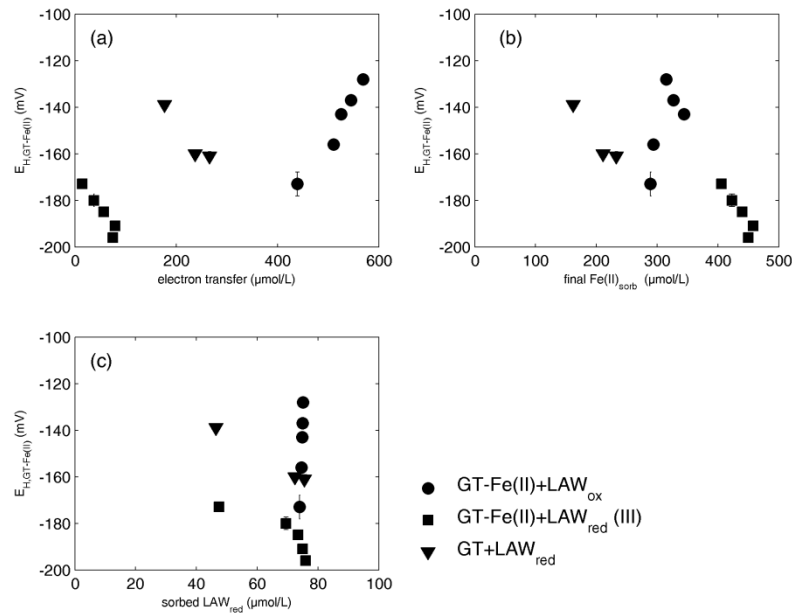 (a)
-100
-120
-140
-160
-180
-200
E_H,GT-Fe(II) (mV)
0 200 400 600
electron transfer (µmol/L)
(b)
-100
-120
-140
-160
-180
-200
E_H,GT-Fe(II) (mV)
0 100 200 300 400 500
final Fe(II)_sorb (µmol/L)
(c)
-100
-120
-140
-160
-180
-200
E_H,GT-Fe(II) (mV)
0 20 40 60 80 100
sorbed LAW_red (µmol/L)
GT-Fe(II)+LAW_ox
GT-Fe(II)+LAW_red (III)
GT+LAW_red